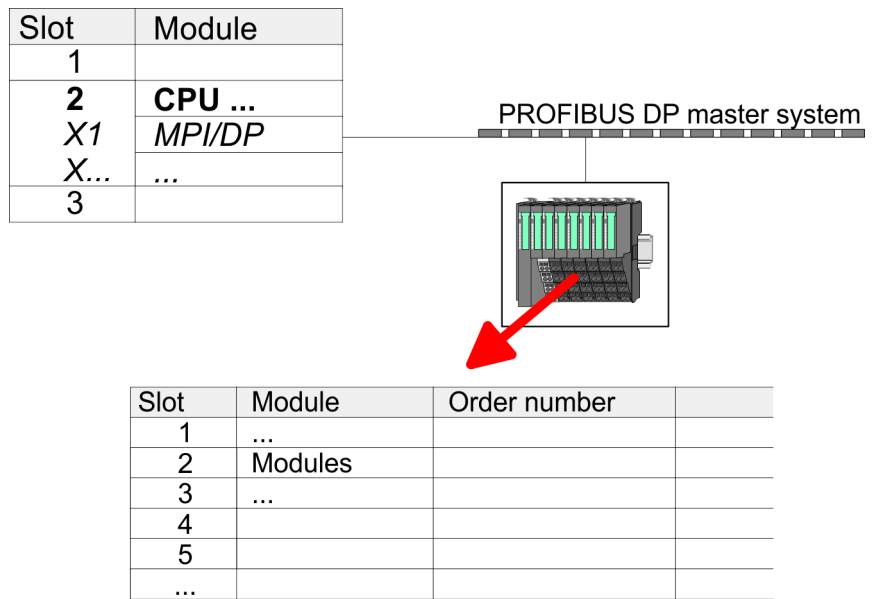 Slot Module
1
2 CPU ...
X1 MPI/DP
X... ...
3
PROFIBUS DP master system
Slot Module Order number
1 ...
2 Modules
3 ...
4
5
...